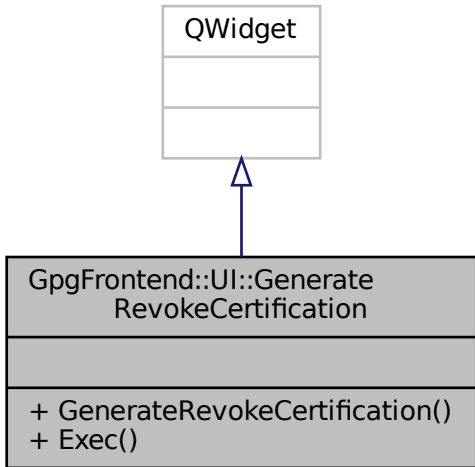 QWidget
GpgFrontend::UI::Generate
RevokeCertification
+ GenerateRevokeCertification()
+ Exec()